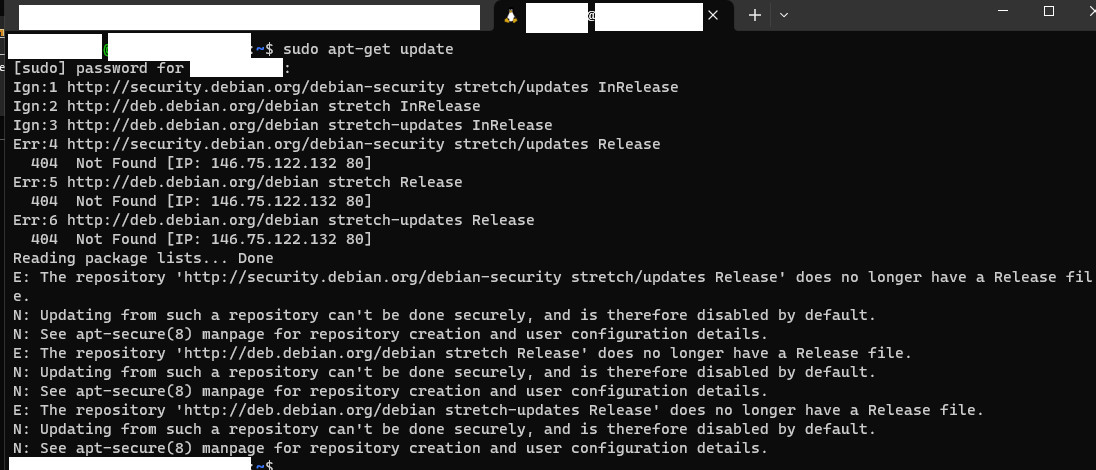 @
@ :~$ sudo apt-get update
[sudo] password for :
Ign:1 http://security.debian.org/debian-security stretch/updates InRelease
Ign:2 http://deb.debian.org/debian stretch InRelease
Ign:3 http://deb.debian.org/debian stretch-updates InRelease
Err:4 http://security.debian.org/debian-security stretch/updates Release
  404  Not Found [IP: 146.75.122.132 80]
Err:5 http://deb.debian.org/debian stretch Release
  404  Not Found [IP: 146.75.122.132 80]
Err:6 http://deb.debian.org/debian stretch-updates Release
  404  Not Found [IP: 146.75.122.132 80]
Reading package lists... Done
E: The repository 'http://security.debian.org/debian-security stretch/updates Release' does no longer have a Release fil
e.
N: Updating from such a repository can't be done securely, and is therefore disabled by default.
N: See apt-secure(8) manpage for repository creation and user configuration details.
E: The repository 'http://deb.debian.org/debian stretch Release' does no longer have a Release file.
N: Updating from such a repository can't be done securely, and is therefore disabled by default.
N: See apt-secure(8) manpage for repository creation and user configuration details.
E: The repository 'http://deb.debian.org/debian stretch-updates Release' does no longer have a Release file.
N: Updating from such a repository can't be done securely, and is therefore disabled by default.
N: See apt-secure(8) manpage for repository creation and user configuration details.
:~$